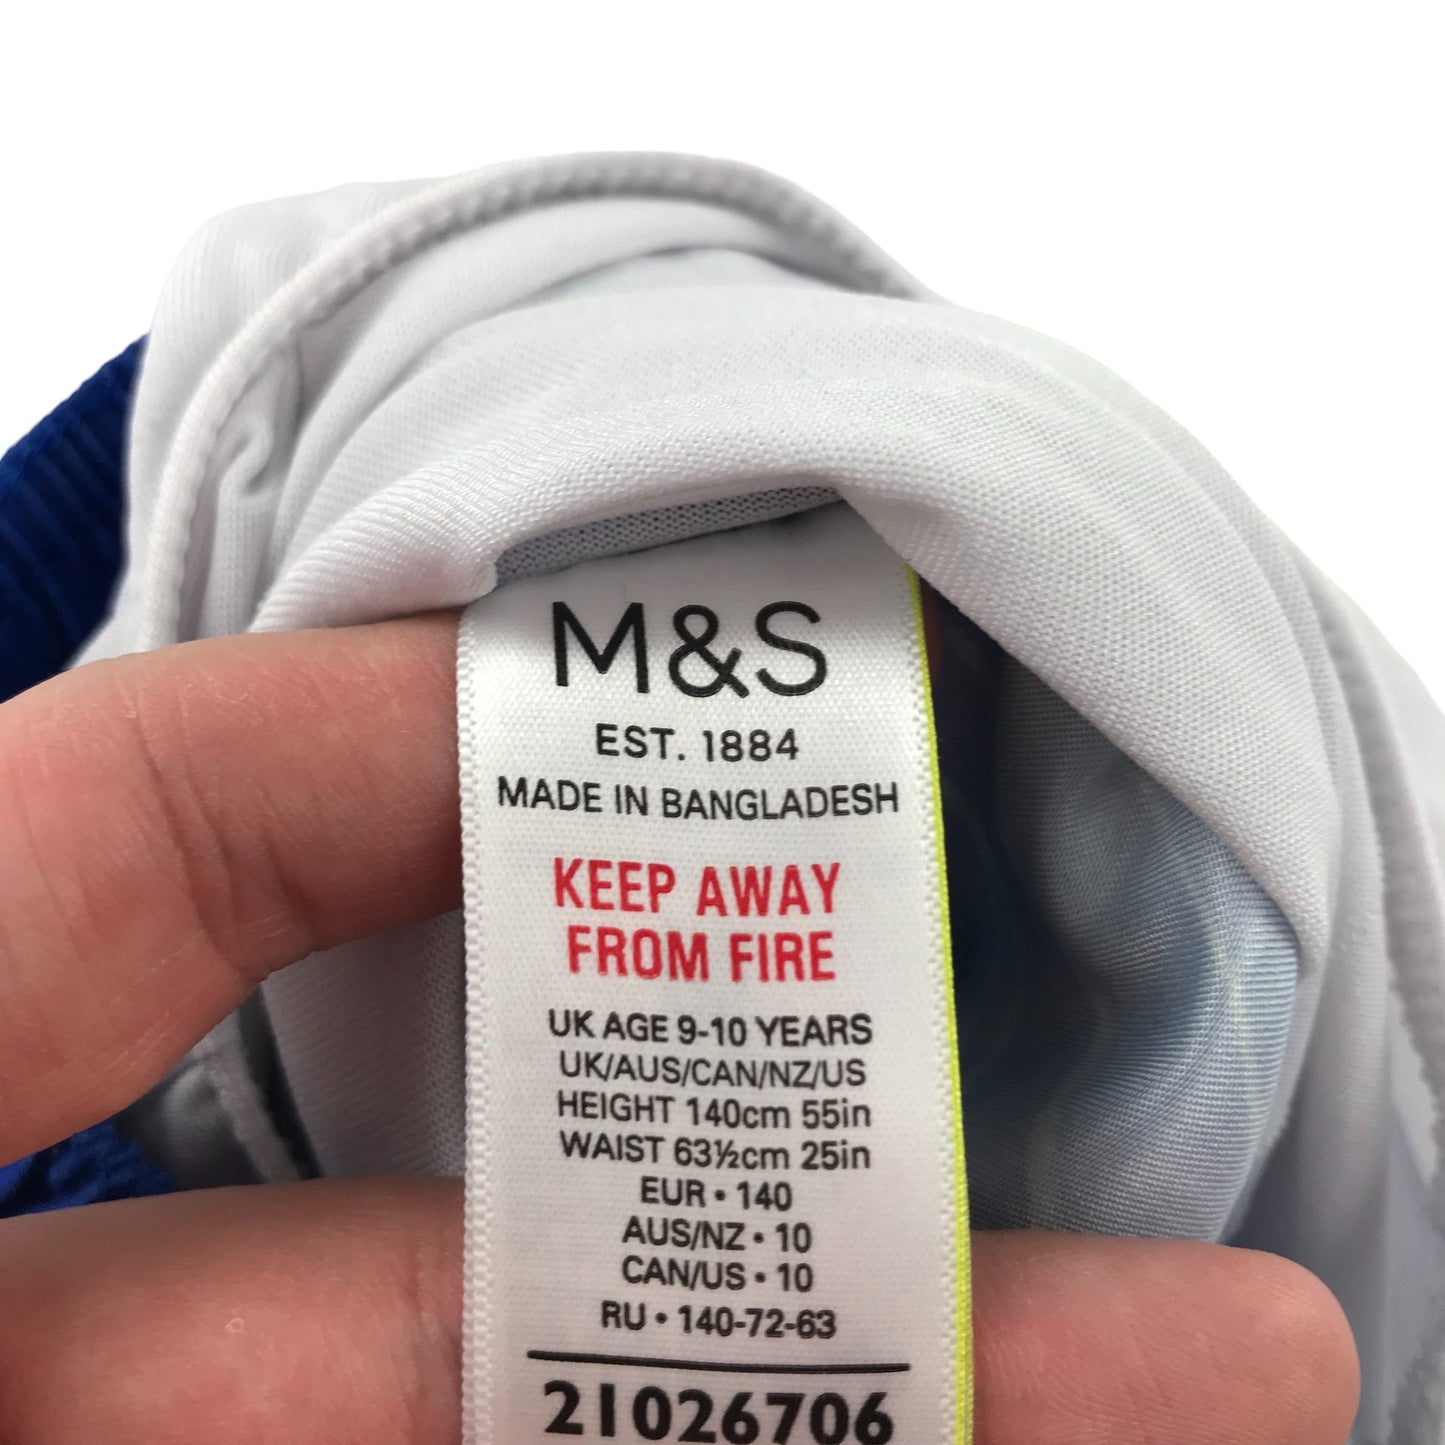 M&S
EST. 1884
MADE IN BANGLADESH
KEEP AWAY
FROM FIRE
UK AGE 9-10 YEARS
UK/AUS/CAN/NZ/US
HEIGHT 140cm 55in
WAIST 63½cm 25in
EUR • 140
AUS/NZ • 10
CAN/US • 10
RU • 140-72-63
21026706